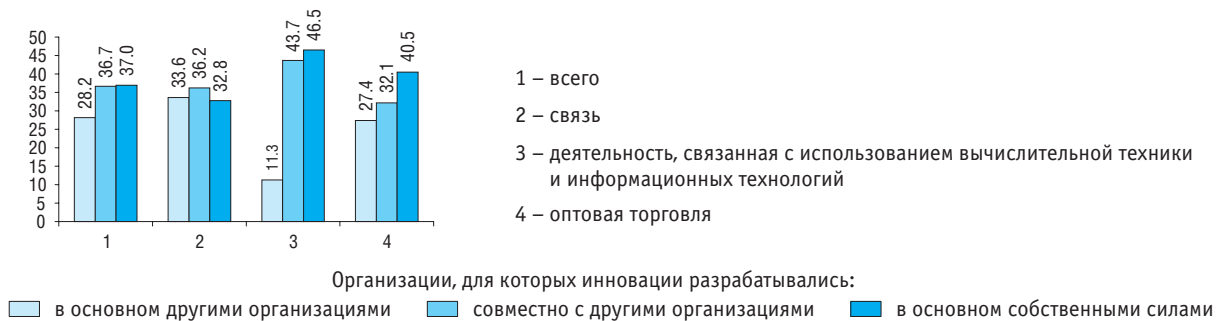 50
45
40
35
30
25
20
15
10
5
0
28.2 36.7 37.0
33.6 36.2 32.8
11.3 43.7 46.5
27.4 32.1 40.5
1 2 3 4
1 – всего
2 – связь
3 – деятельность, связанная с использованием вычислительной техники
и информационных технологий
4 – оптовая торговля
Организации, для которых инновации разрабатывались:
в основном другими организациями совместно с другими организациями в основном собственными силами